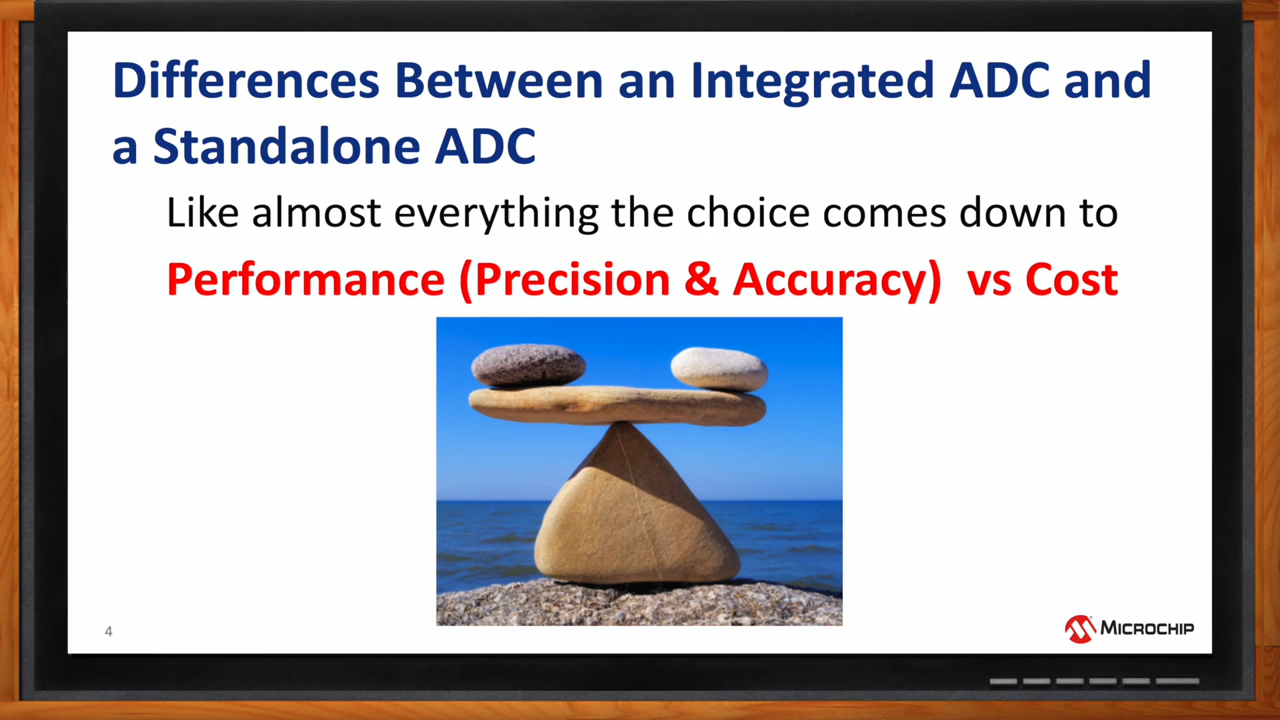 Differences Between an Integrated ADC and
a Standalone ADC
Like almost everything the choice comes down to
Performance (Precision & Accuracy) vs Cost
4
MICROCHIP